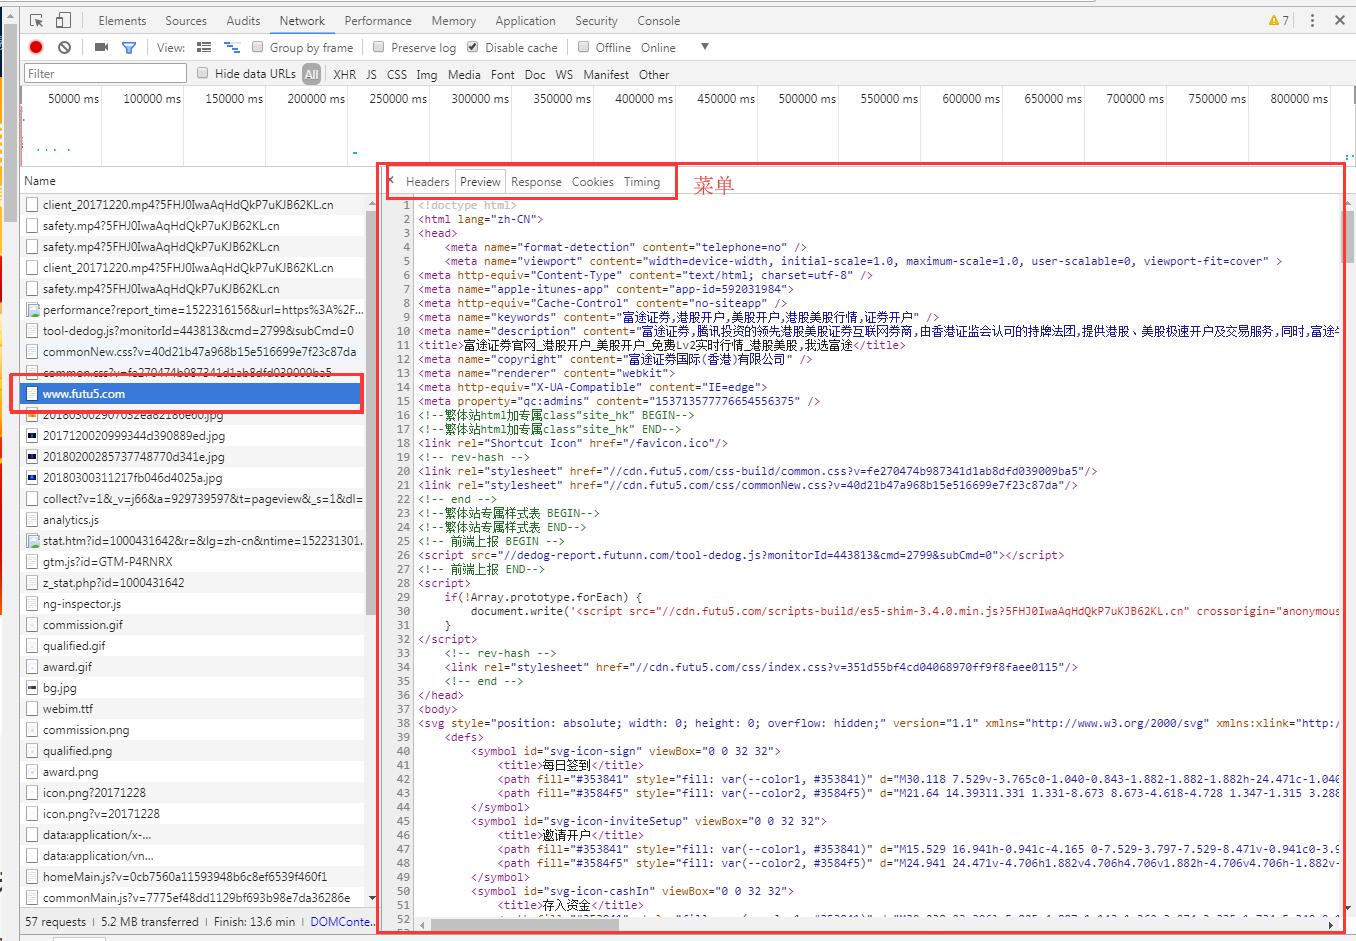 Elements Sources Audits Network Performance Memory Application Security Console 7
View: Group by frame Preserve log Disable cache Offline Online
Filter Hide data URLs All XHR JS CSS Img Media Font Doc WS Manifest Other
50000 ms 100000 ms 150000 ms 200000 ms 250000 ms 300000 ms 350000 ms 400000 ms 450000 ms 500000 ms 550000 ms 600000 ms 650000 ms 700000 ms 750000 ms 800000 ms
Name
client_20171220.mp4?5FHJ0IwaAqHdQkP7uKJB62KL.cn
safety.mp4?5FHJ0IwaAqHdQkP7uKJB62KL.cn
safety.mp4?5FHJ0IwaAqHdQkP7uKJB62KL.cn
client_20171220.mp4?5FHJ0IwaAqHdQkP7uKJB62KL.cn
safety.mp4?5FHJ0IwaAqHdQkP7uKJB62KL.cn
performance?report_time=1522316156&url=https%3A%2F...
tool-dedog.js?monitorId=443813&cmd=2799&subCmd=0
commonNew.css?v=40d21b47a968b15e516699e7f23c87da
common.css?v=fe270474b987341d1ab8dfd039009ba5
www.futu5.com
201803002907032ea82186e60.jpg
2017120020999344d390889ed.jpg
20180200285737748770d341e.jpg
20180300311217fb046d4025a.jpg
collect?v=1&_v=j66&a=929739597&t=pageview&_s=1&dl=
analytics.js
stat.htm?id=1000431642&r=&lg=zh-cn&ntime=152231301...
gtm.js?id=GTM-P4RNRX
z_stat.php?id=1000431642
ng-inspector.js
commission.gif
qualified.gif
award.gif
bg.jpg
webim.ttf
commission.png
qualified.png
award.png
icon.png?20171228
icon.png?v=20171228
data:application/x-...
data:application/vn...
homeMain.js?v=0cb7560a11593948b6c8ef6539f460f1
commonMain.js?v=7775ef48dd1129bf693b98e7da36286e
57 requests | 5.2 MB transferred | Finish: 13.6 min | DOMConte...
Headers Preview Response Cookies Timing 菜单
1 <!doctype html>
2 <html lang="zh-CN">
3 <head>
4 <meta name="format-detection" content="telephone=no" />
5 <meta name="viewport" content="width=device-width, initial-scale=1.0, maximum-scale=1.0, user-scalable=0, viewport-fit=cover" >
6 <meta http-equiv="Content-Type" content="text/html; charset=utf-8" />
7 <meta name="apple-itunes-app" content="app-id=592031984">
8 <meta http-equiv="Cache-Control" content="no-siteapp" />
9 <meta name="keywords" content="富途证券,港股开户,美股开户,港股美股行情,证券开户" />
10 <meta name="description" content="富途证券,腾讯投资的领先港股美股证券互联网券商,由香港证监会认可的持牌法团,提供港股、美股极速开户及交易服务,同时,富途
11 <title>富途证券官网_港股开户_美股开户_免费Lv2实时行情_港股美股,我选富途</title>
12 <meta name="copyright" content="富途证券国际(香港)有限公司" />
13 <meta name="renderer" content="webkit">
14 <meta http-equiv="X-UA-Compatible" content="IE=edge">
15 <meta property="qc:admins" content="153713577776654556375" />
16 <!--繁体站html加专属class"site_hk" BEGIN-->
17 <!--繁体站html加专属class"site_hk" END-->
18 <link rel="Shortcut Icon" href="/favicon.ico"/>
19 <!-- rev-hash -->
20 <link rel="stylesheet" href="//cdn.futu5.com/css-build/common.css?v=fe270474b987341d1ab8dfd039009ba5"/>
21 <link rel="stylesheet" href="//cdn.futu5.com/css/commonNew.css?v=40d21b47a968b15e516699e7f23c87da"/>
22 <!-- end -->
23 <!--繁体站专属样式表 BEGIN-->
24 <!--繁体站专属样式表 END-->
25 <!-- 前端上报 BEGIN -->
26 <script src="//dedog-report.futunn.com/tool-dedog.js?monitorId=443813&cmd=2799&subCmd=0"></script>
27 <!-- 前端上报 END-->
28 <script>
29 if(!Array.prototype.forEach) {
30 document.write('<script src="//cdn.futu5.com/scripts-build/es5-shim-3.4.0.min.js?5FHJ0IwaAqHdQkP7uKJB62KL.cn" crossorigin="anonymous
31 }
32 </script>
33 <!-- rev-hash -->
34 <link rel="stylesheet" href="//cdn.futu5.com/css/index.css?v=351d55bf4cd04068970ff9f8faee0115"/>
35 <!-- end -->
36 </head>
37 <body>
38 <svg style="position: absolute; width: 0; height: 0; overflow: hidden;" version="1.1" xmlns="http://www.w3.org/2000/svg" xmlns:xlink="http:/
39 <defs>
40 <symbol id="svg-icon-sign" viewBox="0 0 32 32">
41 <title>每日签到</title>
42 <path fill="#353841" style="fill: var(--color1, #353841)" d="M30.118 7.529v-3.765c0-1.040-0.843-1.882-1.882-1.882h-24.471c-1.040
43 <path fill="#3584f5" style="fill: var(--color2, #3584f5)" d="M21.64 14.393l1.331 1.331-8.673 8.673-4.618-4.728 1.347-1.315 3.288
44 </symbol>
45 <symbol id="svg-icon-inviteSetup" viewBox="0 0 32 32">
46 <title>邀请开户</title>
47 <path fill="#353841" style="fill: var(--color1, #353841)" d="M15.529 16.941h-0.941c-4.165 0-7.529-3.797-7.529-8.471v-0.941c0-3.9
48 <path fill="#3584f5" style="fill: var(--color2, #3584f5)" d="M24.941 24.471v-4.706h1.882v4.706h4.706v1.882h-4.706v4.706h-1.882v-
49 </symbol>
50 <symbol id="svg-icon-cashIn" viewBox="0 0 32 32">
51 <title>存入资金</title>
52